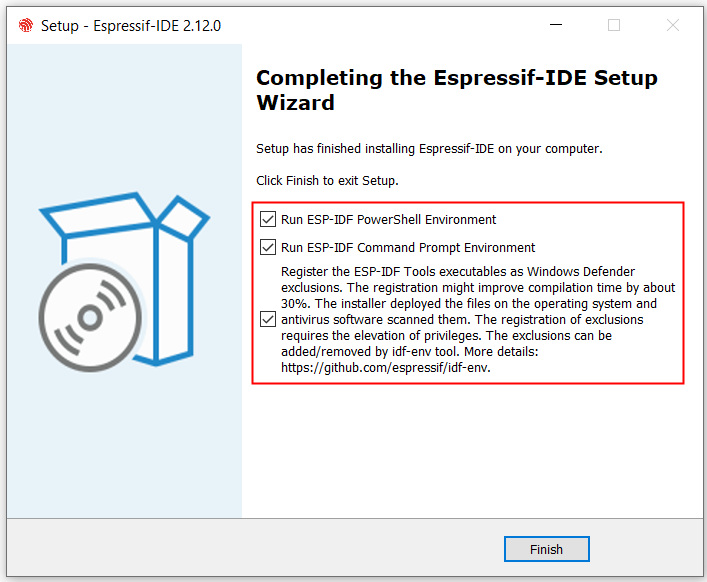 Setup - Espressif-IDE 2.12.0
Completing the Espressif-IDE Setup
Wizard
Setup has finished installing Espressif-IDE on your computer.
Click Finish to exit Setup.
Run ESP-IDF PowerShell Environment
Run ESP-IDF Command Prompt Environment
Register the ESP-IDF Tools executables as Windows Defender
exclusions. The registration might improve compilation time by about
30%. The installer deployed the files on the operating system and
antivirus software scanned them. The registration of exclusions
requires the elevation of privileges. The exclusions can be
added/removed by idf-env tool. More details:
https://github.com/espressif/idf-env.
Finish